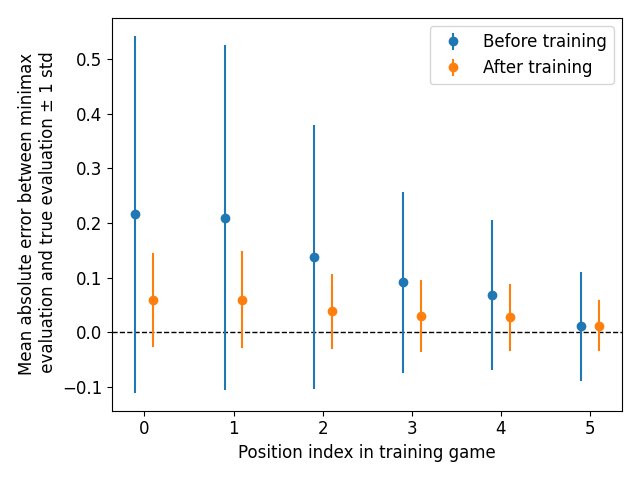 Mean absolute error between minimax
evaluation and true evaluation ± 1 std
0.5
0.4
0.3
0.2
0.1
0.0
−0.1
Before training
After training
0 1 2 3 4 5
Position index in training game